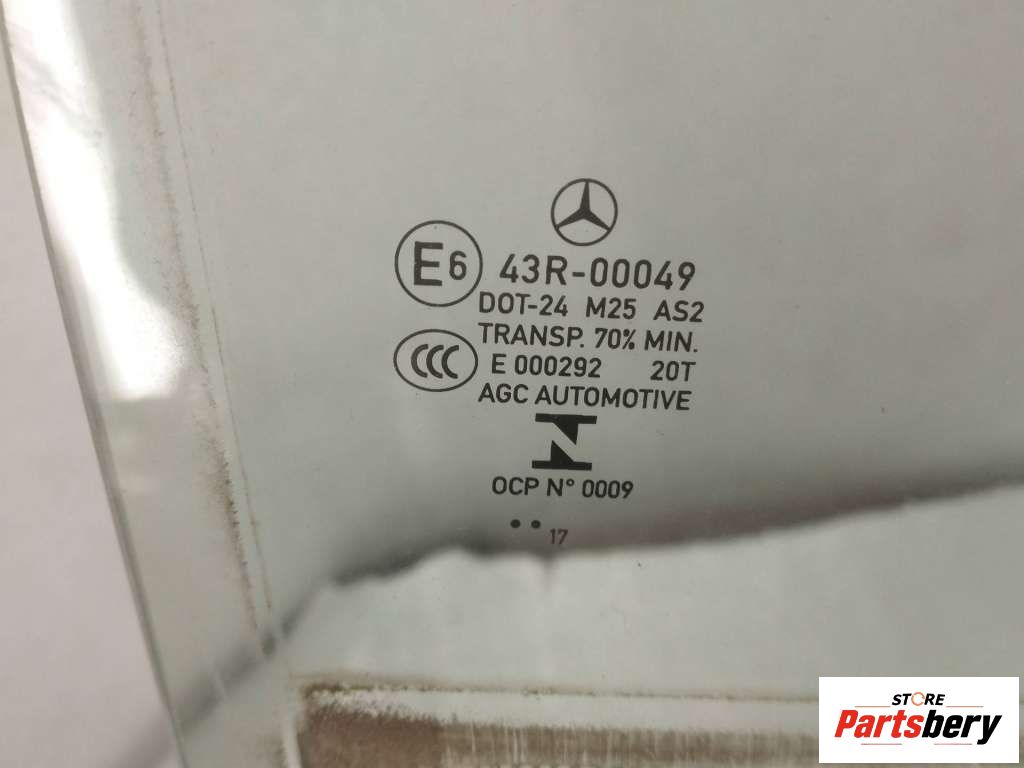 E6 43R-00049
DOT-24 M25 AS2
TRANSP. 70% MIN.
CCC E 000292 20T
AGC AUTOMOTIVE
OCP N° 0009
•• 17
STORE
Partsbery